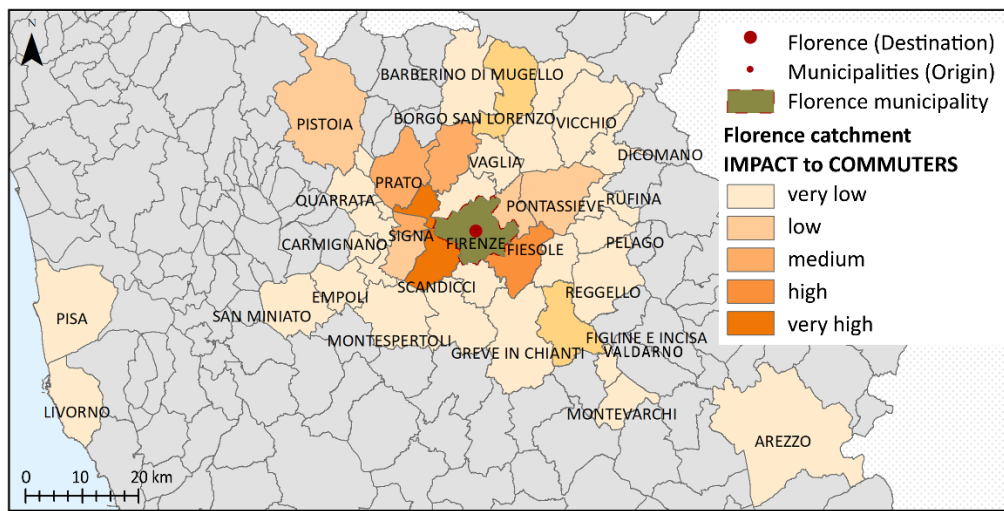 N
BARBERINO DI MUGELLO
PISTOIA
BORGO SAN LORENZO
VICCHIO
VAGLIA
DICOMANO
PRATO
QUARRATA
PONTASSIEVE
RUFINA
SIGNA
CARMIGNANO
FIRENZE
FIESOLE
PELAGO
SCANDICCI
EMPOLI
REGGELLO
PISA
SAN MINIATO
MONTESPERTOLI
FIGLINE E INCISA
VALDARNO
GREVE IN CHIANTI
LIVORNO
MONTEVARCHI
AREZZO
0 10 20 km
Florence (Destination)
Municipalities (Origin)
Florence municipality
Florence catchment
IMPACT to COMMUTERS
very low
low
medium
high
very high